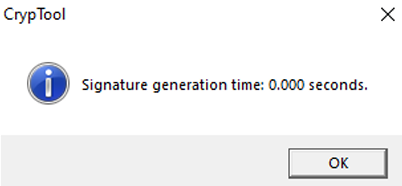 CrypTool
Signature generation time: 0.000 seconds.
OK